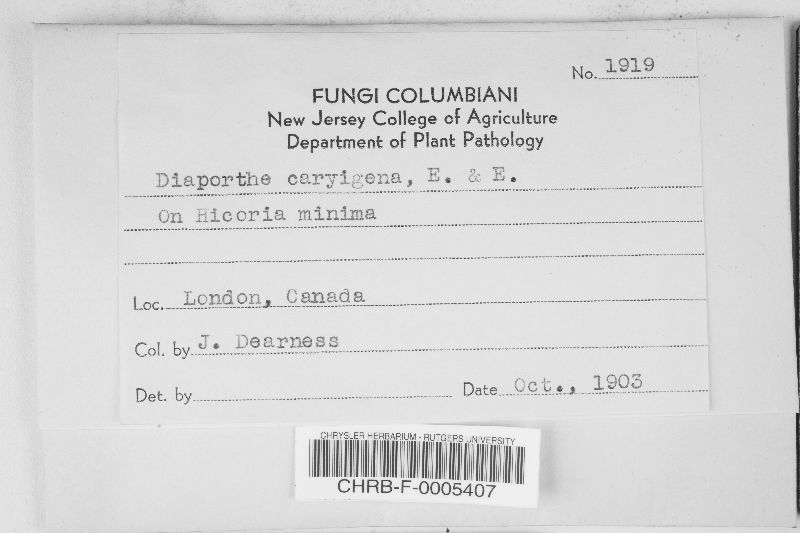 No. 1919
FUNGI COLUMBIANI
New Jersey College of Agriculture
Department of Plant Pathology
Diaporthe caryigena, E. & E.
On Hicoria minima
Loc. London, Canada
Col. by J. Dearness
Det. by
Date Oct., 1903
CHRYSLER HERBARIUM - RUTGERS UNIVERSITY
CHRB-F-0005407